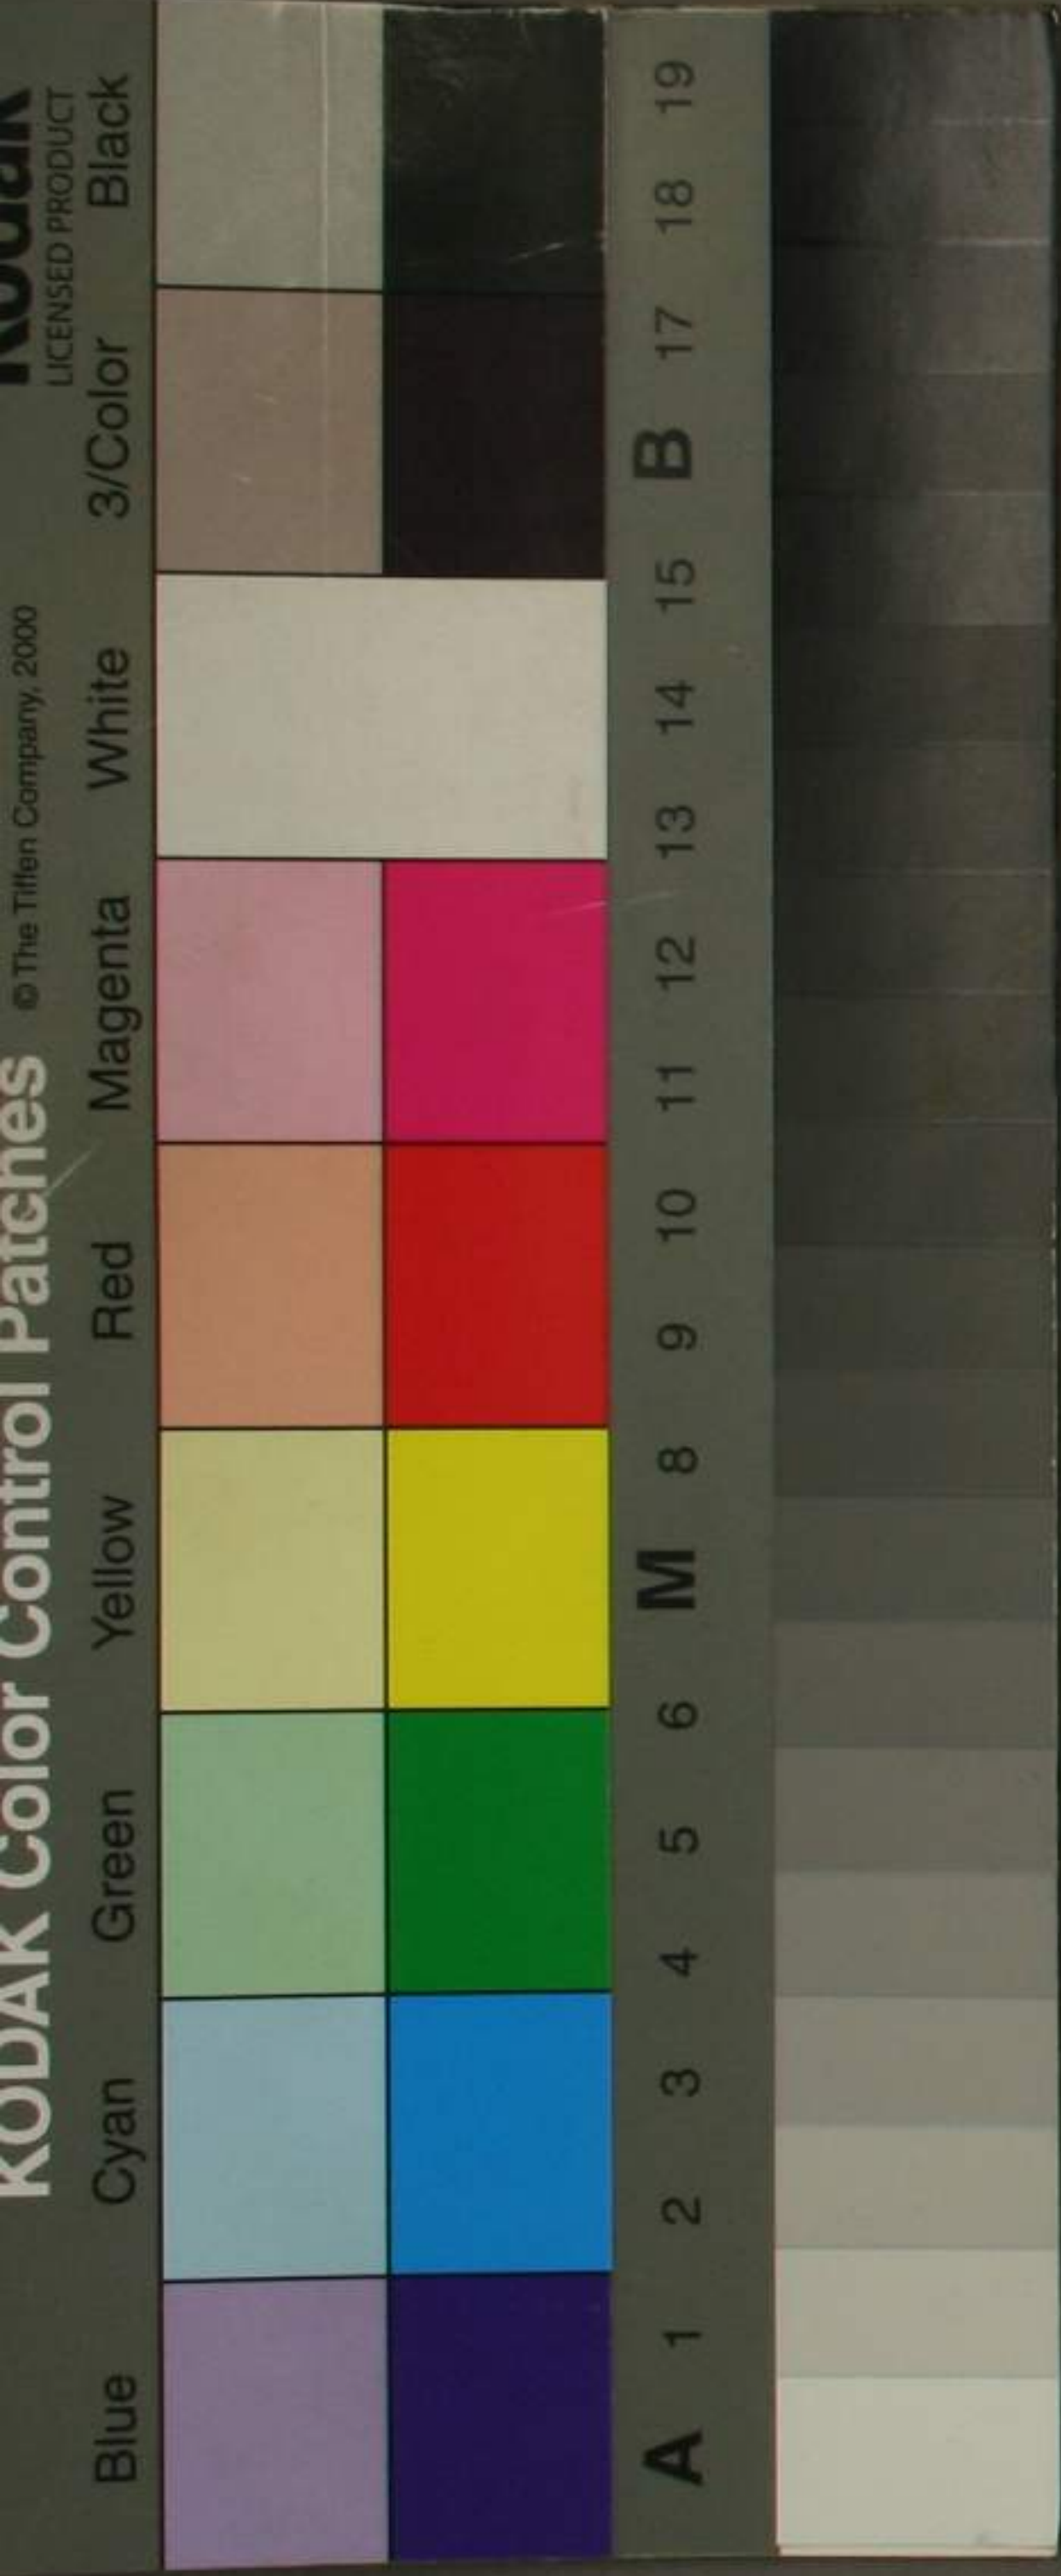 KODAK Color Control Patches © The Tiffen Company, 2000
Kodak
LICENSED PRODUCT
Blue Cyan Green Yellow Red Magenta White 3/Color Black
A 1 2 3 4 5 6 M 8 9 10 11 12 13 14 15 B 17 18 19